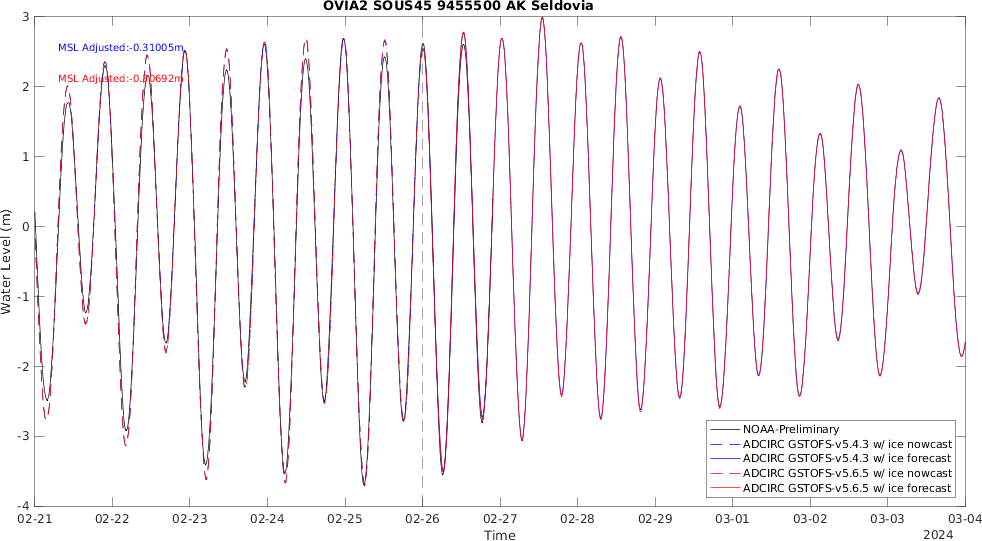 OVIA2 SOUS45 9455500 AK Seldovia
3
MSL Adjusted:-0.31005m
MSL Adjusted:-0.30692m
2
1
0
-1
-2
-3
-4
Water Level (m)
NOAA-Preliminary
ADCIRC GSTOFS-v5.4.3 w/ ice nowcast
ADCIRC GSTOFS-v5.4.3 w/ ice forecast
ADCIRC GSTOFS-v5.6.5 w/ ice nowcast
ADCIRC GSTOFS-v5.6.5 w/ ice forecast
02-21 02-22 02-23 02-24 02-25 02-26 02-27 02-28 02-29 03-01 03-02 03-03 03-04
Time
2024